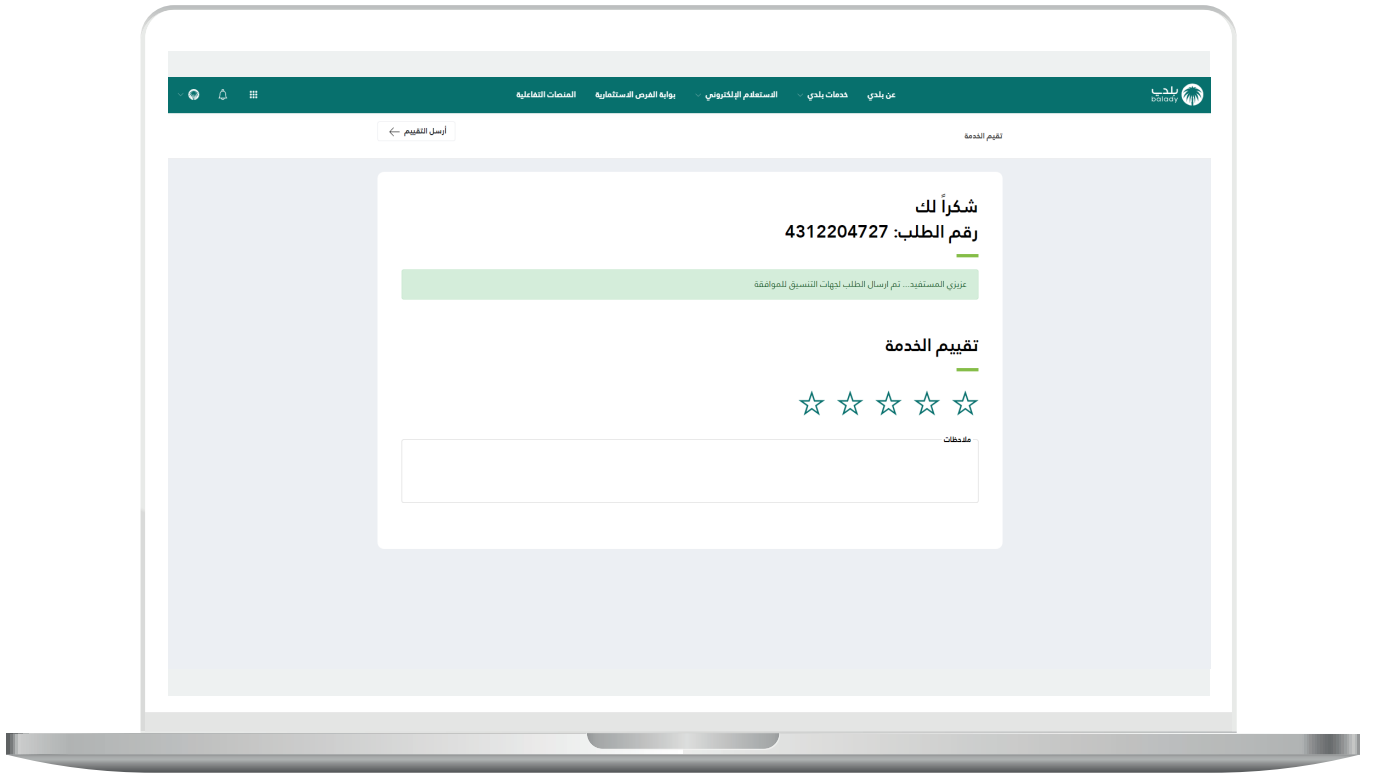 بلدي
balady
عن بلدي
خدمات بلدي
الاستعلام الإلكتروني
بوابة الفرص الاستثمارية
المنصات التفاعلية
تقيم الخدمة
أرسل التقييم
شكراً لك
رقم الطلب: 4312204727
عزيزي المستفيد... تم ارسال الطلب لجهات التنسيق للموافقة
تقييم الخدمة
ملاحظات